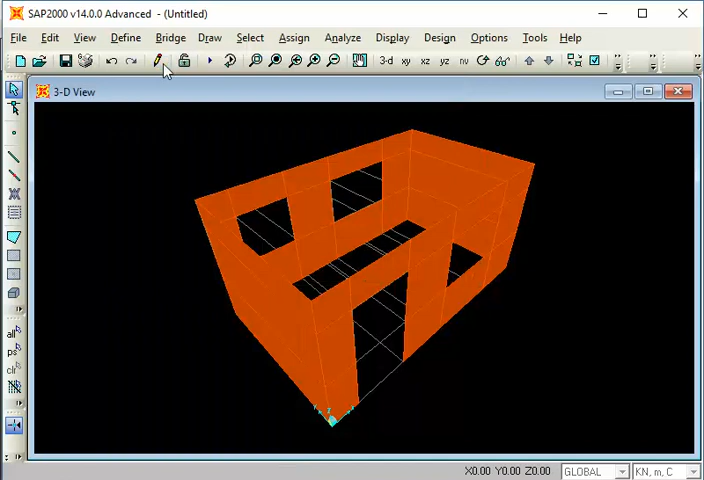 SAP2000 v14.0.0 Advanced - (Untitled)
File Edit View Define Bridge Draw Select Assign Analyze Display Design Options Tools Help
3-d xy xz yz nv
3-D View
all
ps
clr
X0.00 Y0.00 Z0.00 GLOBAL KN, m, C